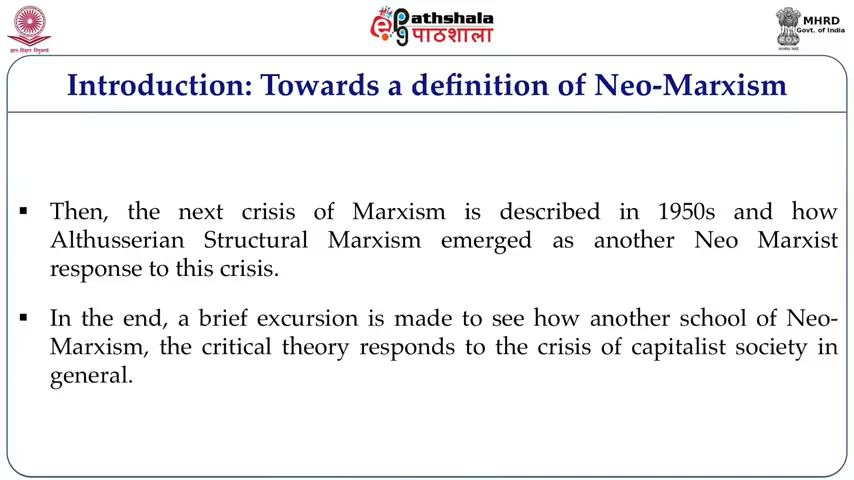 ePG Pathshala
पाठशाला
MHRD
Govt. of India
Introduction: Towards a definition of Neo-Marxism
▪ Then, the next crisis of Marxism is described in 1950s and how
Althusserian Structural Marxism emerged as another Neo Marxist
response to this crisis.
▪ In the end, a brief excursion is made to see how another school of Neo-
Marxism, the critical theory responds to the crisis of capitalist society in
general.